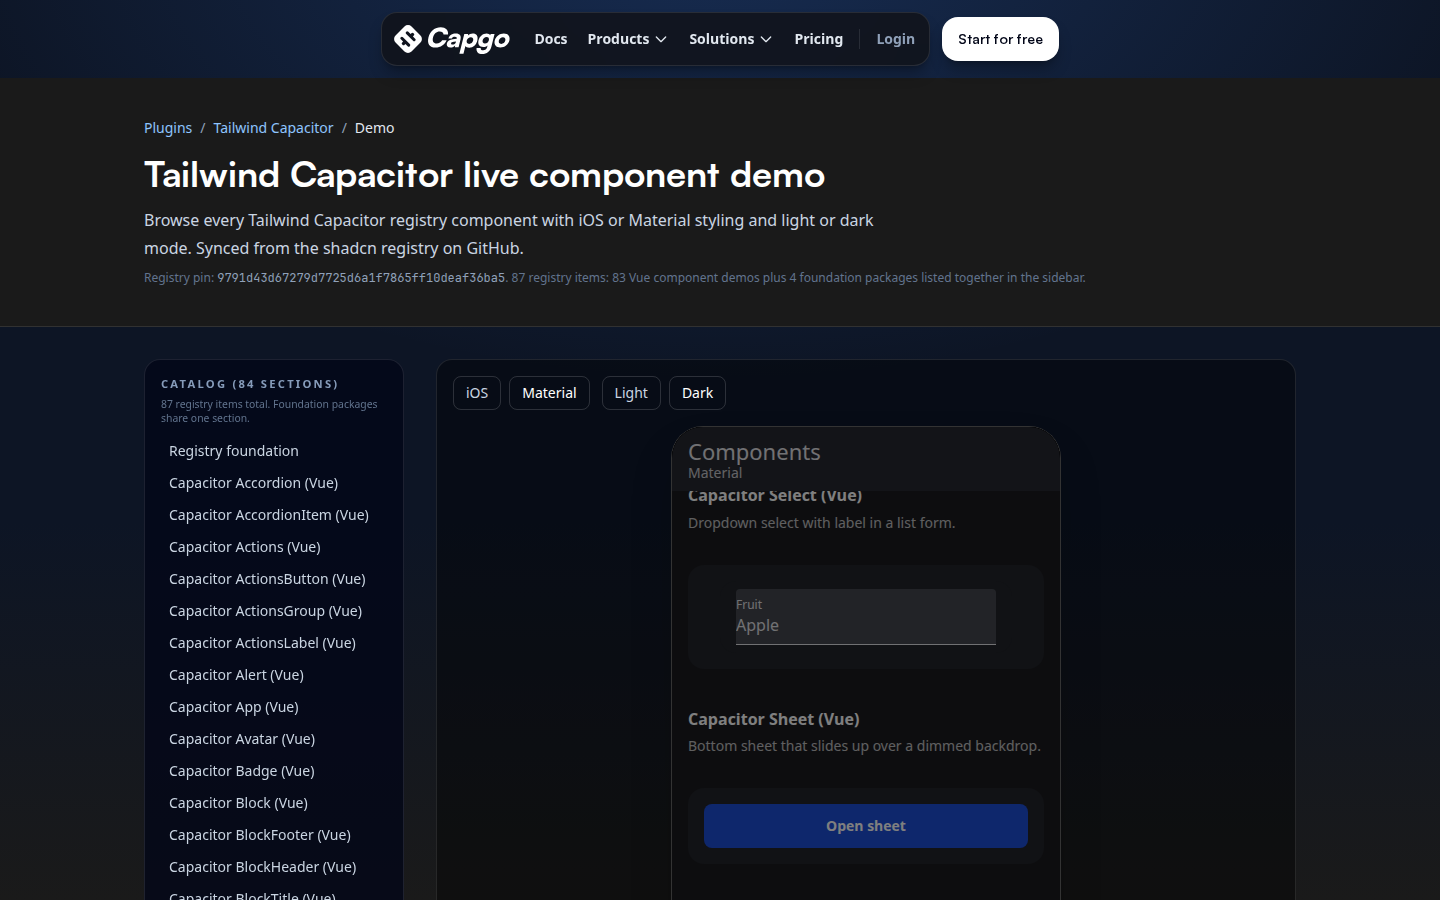 Capgo
Docs
Products
Solutions
Pricing
Login
Start for free
Plugins / Tailwind Capacitor / Demo
Tailwind Capacitor live component demo
Browse every Tailwind Capacitor registry component with iOS or Material styling and light or dark
mode. Synced from the shadcn registry on GitHub.
Registry pin: 9791d43d67279d7725d6a1f7865ff10deaf36ba5. 87 registry items: 83 Vue component demos plus 4 foundation packages listed together in the sidebar.
CATALOG (84 SECTIONS)
87 registry items total. Foundation packages
share one section.
Registry foundation
Capacitor Accordion (Vue)
Capacitor AccordionItem (Vue)
Capacitor Actions (Vue)
Capacitor ActionsButton (Vue)
Capacitor ActionsGroup (Vue)
Capacitor ActionsLabel (Vue)
Capacitor Alert (Vue)
Capacitor App (Vue)
Capacitor Avatar (Vue)
Capacitor Badge (Vue)
Capacitor Block (Vue)
Capacitor BlockFooter (Vue)
Capacitor BlockHeader (Vue)
Capacitor BlockTitle (Vue)
iOS
Material
Light
Dark
Components
Material
Capacitor Select (Vue)
Dropdown select with label in a list form.
Fruit
Apple
Capacitor Sheet (Vue)
Bottom sheet that slides up over a dimmed backdrop.
Open sheet